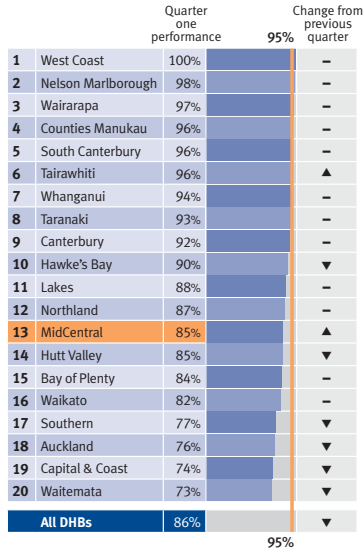 Quarter
one
performance
95%
Change from
previous
quarter
1 West Coast 100% –
2 Nelson Marlborough 98% –
3 Wairarapa 97% –
4 Counties Manukau 96% –
5 South Canterbury 96% –
6 Tairawhiti 96% ▲
7 Whanganui 94% –
8 Taranaki 93% –
9 Canterbury 92% –
10 Hawke's Bay 90% ▼
11 Lakes 88% –
12 Northland 87% –
13 MidCentral 85% ▲
14 Hutt Valley 85% ▼
15 Bay of Plenty 84% –
16 Waikato 82% –
17 Southern 77% ▼
18 Auckland 76% ▼
19 Capital & Coast 74% ▼
20 Waitemata 73% ▼
All DHBs 86% ▼
95%